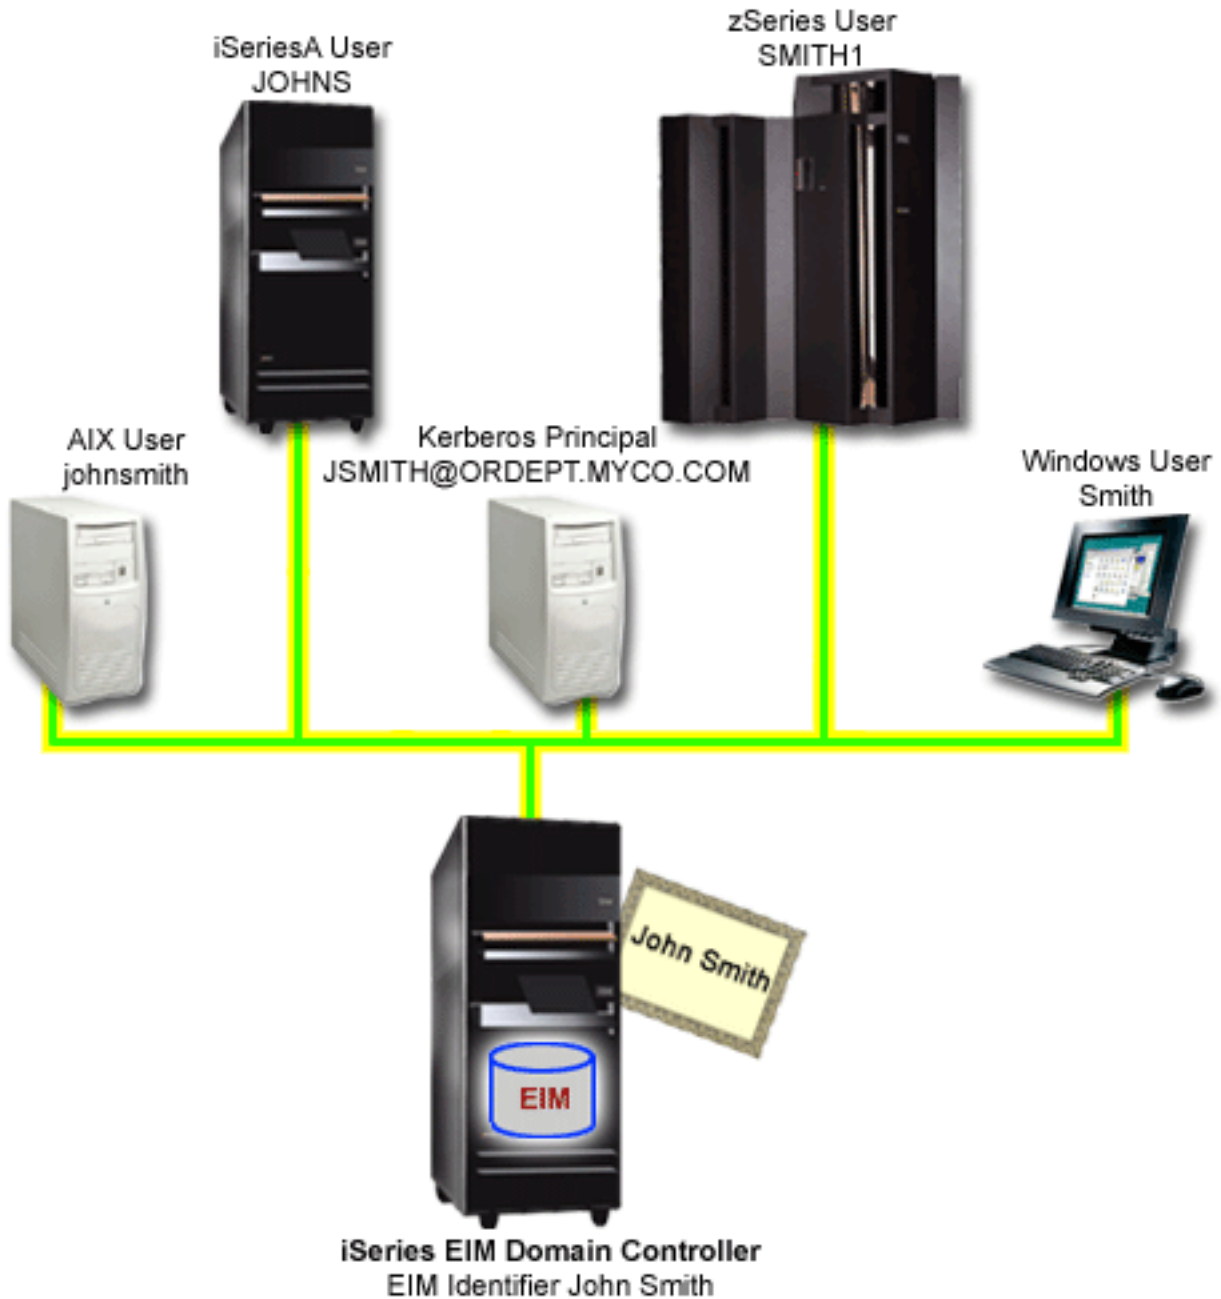 iSeriesA User
JOHNS
zSeries User
SMITH1
AIX User
johnsmith
Kerberos Principal
JSMITH@ORDEPT.MYCO.COM
Windows User
Smith
John Smith
EIM
iSeries EIM Domain Controller
EIM Identifier John Smith